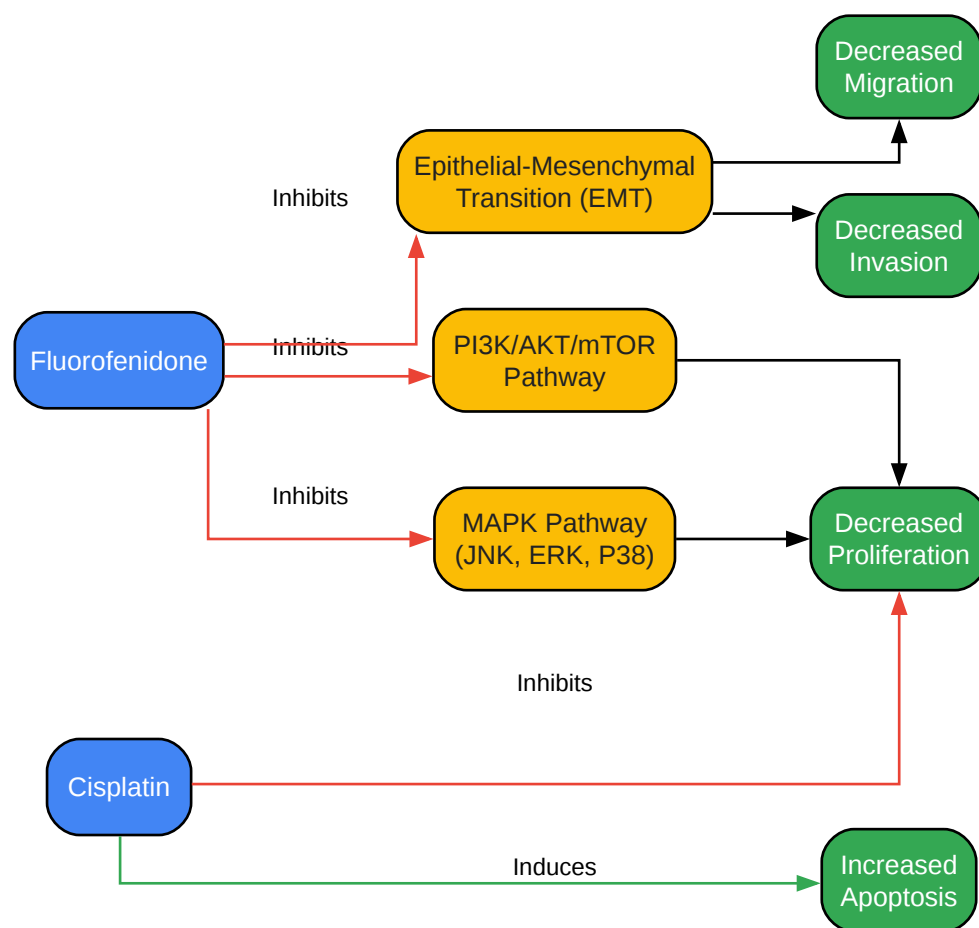 Decreased
Migration
Epithelial-Mesenchymal
Transition (EMT)
Inhibits
Decreased
Invasion
Fluorofenidone
Inhibits
PI3K/AKT/mTOR
Pathway
Inhibits
MAPK Pathway
(JNK, ERK, P38)
Decreased
Proliferation
Inhibits
Cisplatin
Induces
Increased
Apoptosis